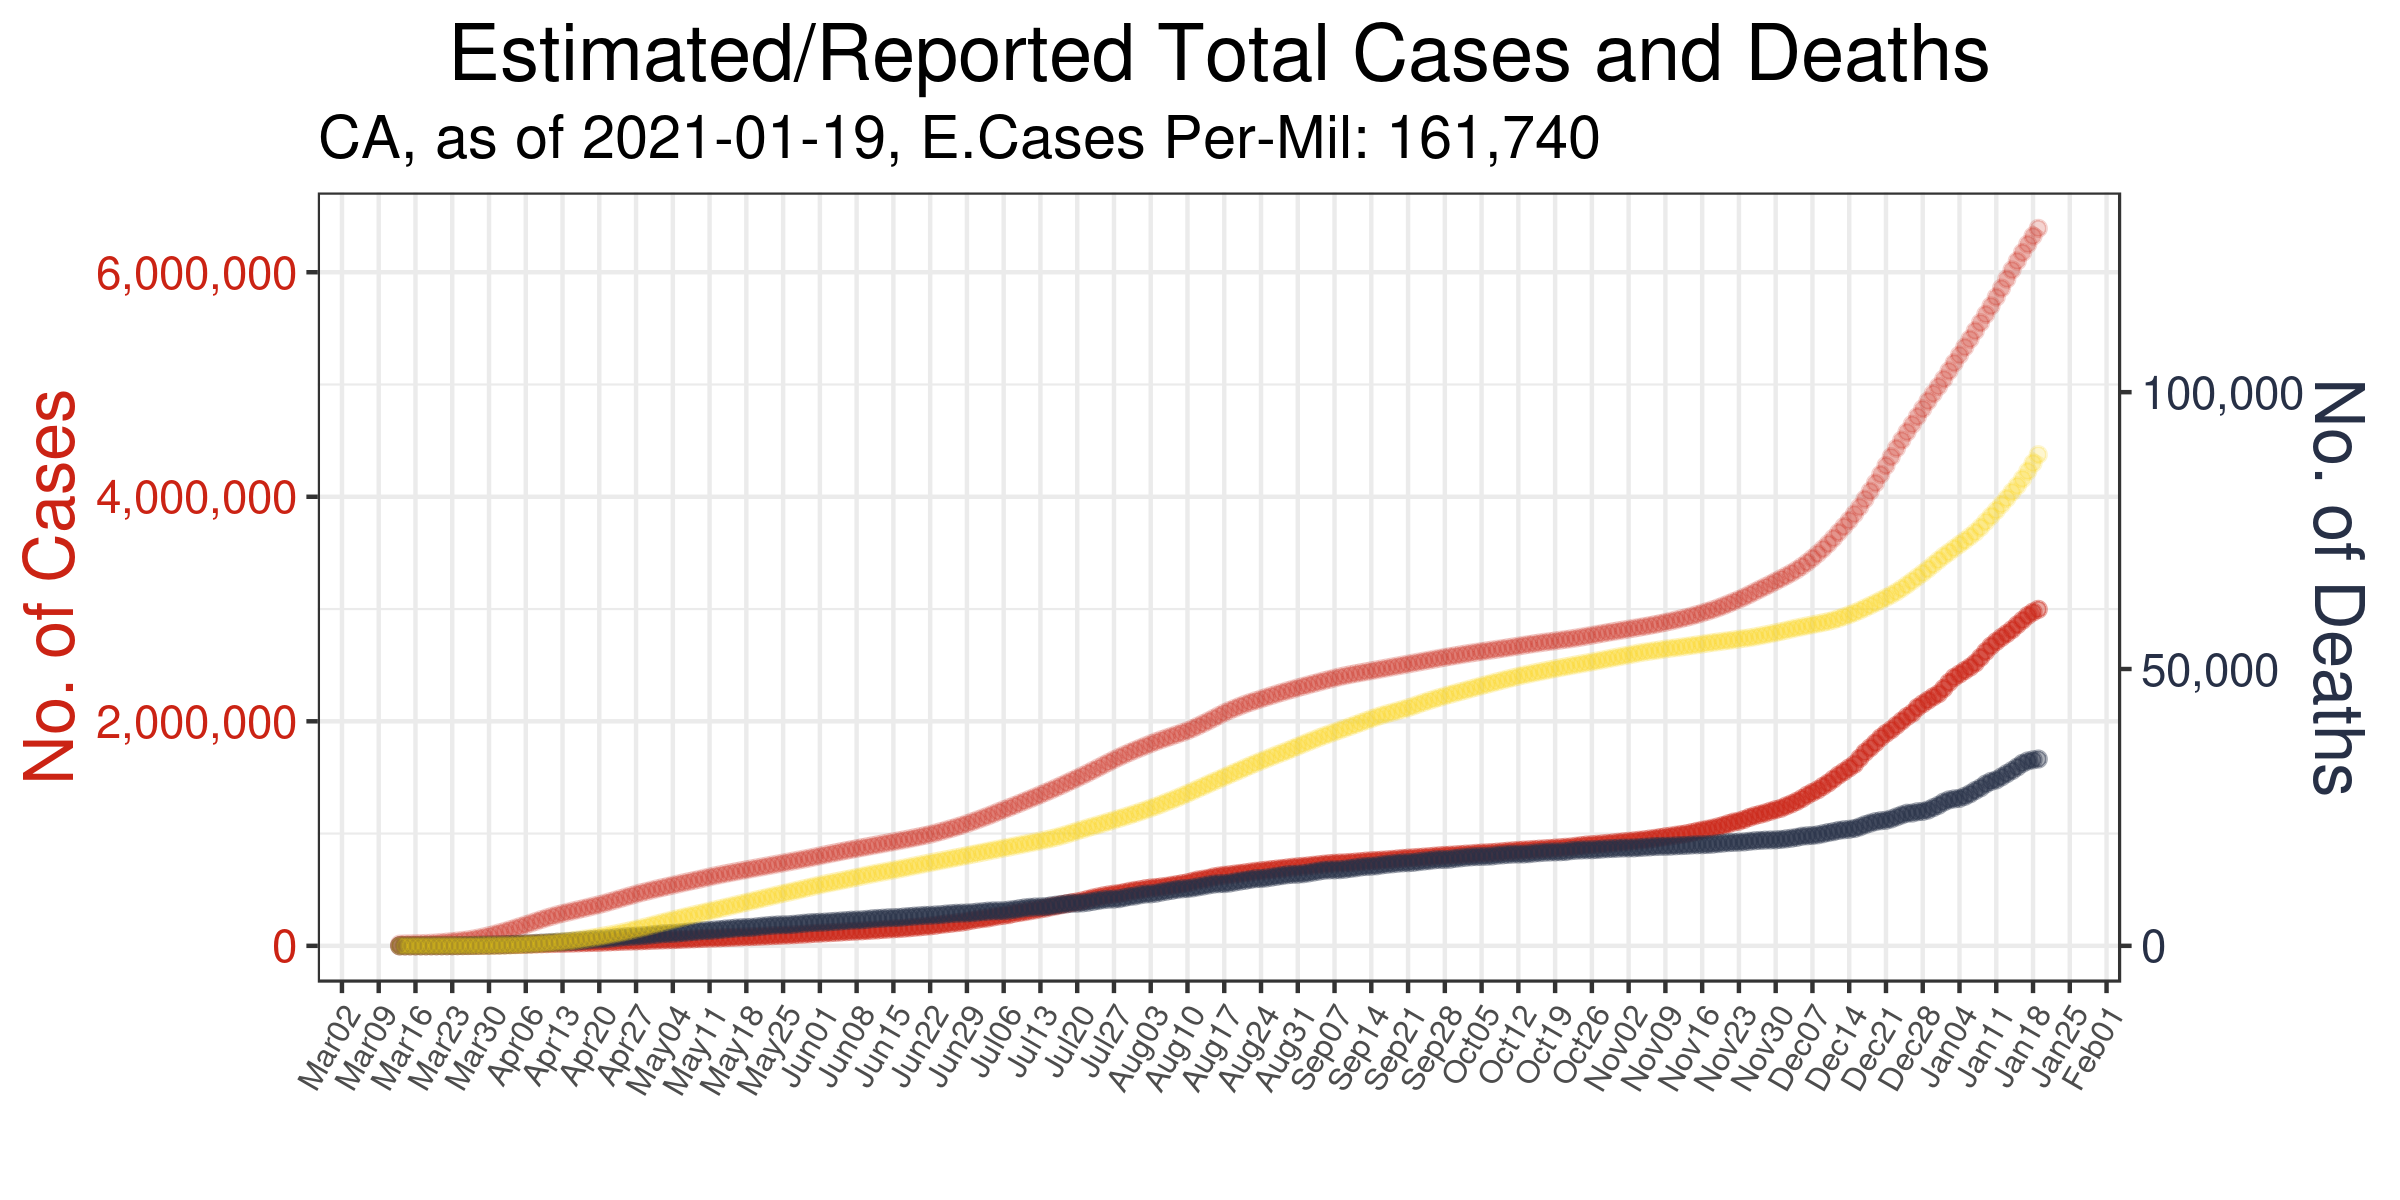 Estimated/Reported Total Cases and Deaths
CA, as of 2021-01-19, E.Cases Per-Mil: 161,740
No. of Cases
6,000,000
4,000,000
2,000,000
0
100,000
50,000
0
No. of Deaths
Mar02
Mar09
Mar16
Mar23
Mar30
Apr06
Apr13
Apr20
Apr27
May04
May11
May18
May25
Jun01
Jun08
Jun15
Jun22
Jun29
Jul06
Jul13
Jul20
Jul27
Aug03
Aug10
Aug17
Aug24
Aug31
Sep07
Sep14
Sep21
Sep28
Oct05
Oct12
Oct19
Oct26
Nov02
Nov09
Nov16
Nov23
Nov30
Dec07
Dec14
Dec21
Dec28
Jan04
Jan11
Jan18
Jan25
Feb01